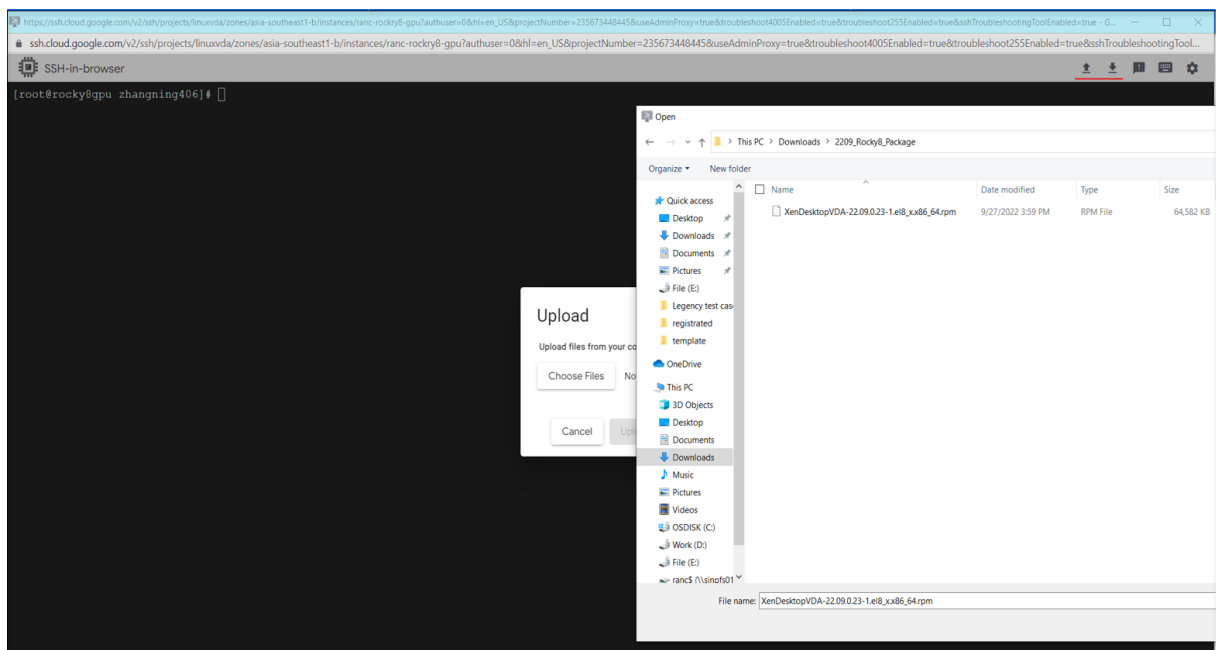 https://ssh.cloud.google.com/v2/ssh/projects/linuxvda/zones/asia-southeast1-b/instances/ranc-rockry8-gpu?authuser=0&hl=en_US&projectNumber=235673448445&useAdminProxy=true&troubleshoot4005Enabled=true&troubleshoot255Enabled=true&sshTroubleshootingToolEnabled=true - G...
ssh.cloud.google.com/v2/ssh/projects/linuxvda/zones/asia-southeast1-b/instances/ranc-rockry8-gpu?authuser=0&hl=en_US&projectNumber=235673448445&useAdminProxy=true&troubleshoot4005Enabled=true&troubleshoot255Enabled=true&sshTroubleshootingTool...
SSH-in-browser
[root@rocky8gpu zhangning406]#
Open
This PC > Downloads > 2209_Rocky8_Package
Organize New folder
Name Date modified Type Size
XenDesktopVDA-22.09.0.23-1.el8_x.x86_64.rpm 9/27/2022 3:59 PM RPM File 64,582 KB
Quick access
Desktop
Downloads
Documents
Pictures
File (E:)
Legency test cas
registrated
template
OneDrive
This PC
3D Objects
Desktop
Documents
Downloads
Music
Pictures
Videos
OSDISK (C:)
Work (D:)
File (E:)
ranc$ (\\sinpfs01
File name: XenDesktopVDA-22.09.0.23-1.el8_x.x86_64.rpm
Upload
Upload files from your co
Choose Files No
Cancel Upl